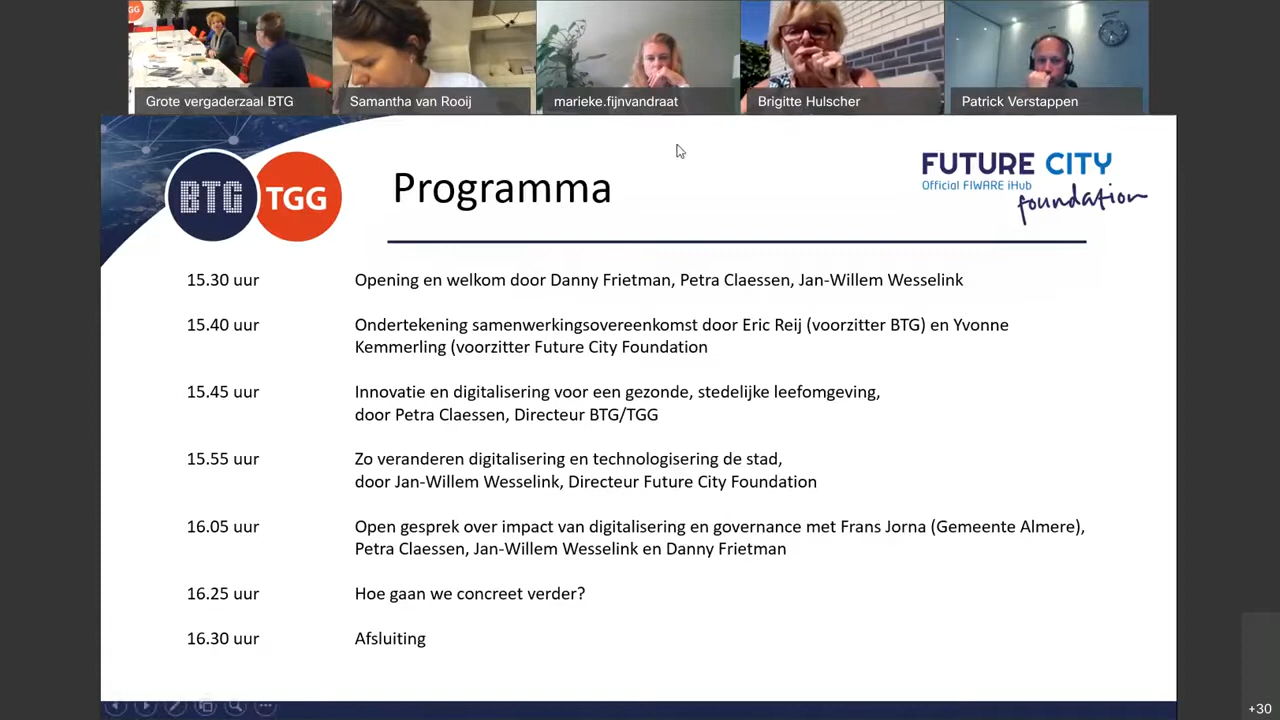 Grote vergaderzaal BTG
Samantha van Rooij
marieke.fijnvandraat
Brigitte Hulscher
Patrick Verstappen
BTG
TGG
Programma
FUTURE CITY
Official FIWARE iHub
foundation
15.30 uur Opening en welkom door Danny Frietman, Petra Claessen, Jan-Willem Wesselink
15.40 uur Ondertekening samenwerkingsovereenkomst door Eric Reij (voorzitter BTG) en Yvonne
Kemmerling (voorzitter Future City Foundation
15.45 uur Innovatie en digitalisering voor een gezonde, stedelijke leefomgeving,
door Petra Claessen, Directeur BTG/TGG
15.55 uur Zo veranderen digitalisering en technologisering de stad,
door Jan-Willem Wesselink, Directeur Future City Foundation
16.05 uur Open gesprek over impact van digitalisering en governance met Frans Jorna (Gemeente Almere),
Petra Claessen, Jan-Willem Wesselink en Danny Frietman
16.25 uur Hoe gaan we concreet verder?
16.30 uur Afsluiting
+30